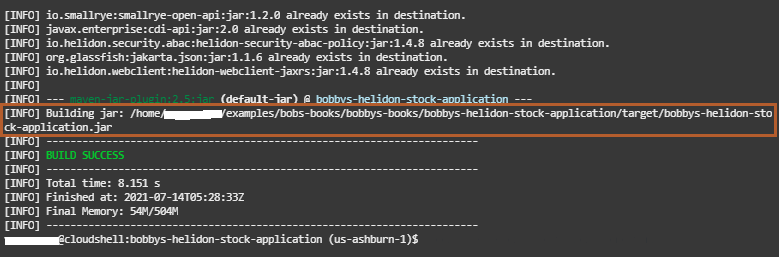 [INFO] io.smallrye:smallrye-open-api:jar:1.2.0 already exists in destination.
[INFO] javax.enterprise:cdi-api:jar:2.0 already exists in destination.
[INFO] io.helidon.security.abac:helidon-security-abac-policy:jar:1.4.8 already exists in destination.
[INFO] org.glassfish:jakarta.json:jar:1.1.6 already exists in destination.
[INFO] io.helidon.webclient:helidon-webclient-jaxrs:jar:1.4.8 already exists in destination.
[INFO]
[INFO] --- maven-jar-plugin:2.5:jar (default-jar) @ bobbys-helidon-stock-application ---
[INFO] Building jar: /home/ /examples/bobs-books/bobbys-books/bobbys-helidon-stock-application/target/bobbys-helidon-sto
ck-application.jar
[INFO] ------------------------------------------------------------------------
[INFO] BUILD SUCCESS
[INFO] ------------------------------------------------------------------------
[INFO] Total time: 8.151 s
[INFO] Finished at: 2021-07-14T05:28:33Z
[INFO] Final Memory: 54M/504M
[INFO] ------------------------------------------------------------------------
@cloudshell:bobbys-helidon-stock-application (us-ashburn-1)$